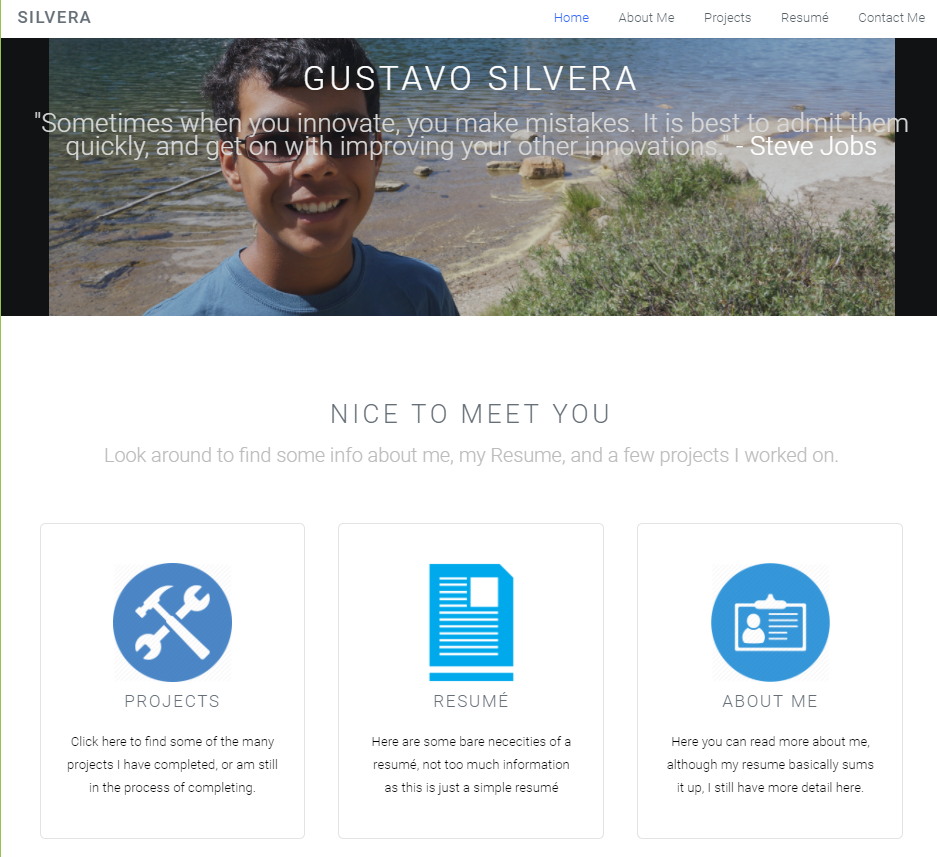 SILVERA
Home About Me Projects Resumé Contact Me
GUSTAVO SILVERA
"Sometimes when you innovate, you make mistakes. It is best to admit them
quickly, and get on with improving your other innovations." - Steve Jobs
NICE TO MEET YOU
Look around to find some info about me, my Resume, and a few projects I worked on.
PROJECTS
Click here to find some of the many
projects I have completed, or am still
in the process of completing.
RESUMÉ
Here are some bare nececities of a
resumé, not too much information
as this is just a simple resumé
ABOUT ME
Here you can read more about me,
although my resume basically sums
it up, I still have more detail here.